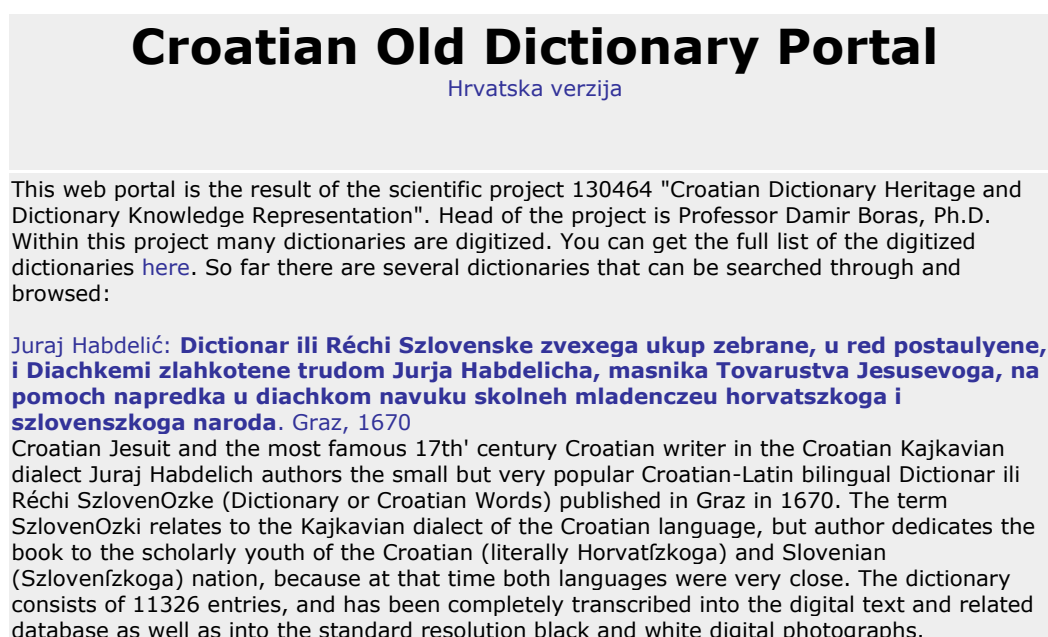 Croatian Old Dictionary Portal
Hrvatska verzija
This web portal is the result of the scientific project 130464 "Croatian Dictionary Heritage and
Dictionary Knowledge Representation". Head of the project is Professor Damir Boras, Ph.D.
Within this project many dictionaries are digitized. You can get the full list of the digitized
dictionaries here. So far there are several dictionaries that can be searched through and
browsed:
Juraj Habdelić: Dictionar ili Réchi Szlovenske zvexega ukup zebrane, u red postaulyene,
i Diachkemi zlahkotene trudom Jurja Habdelicha, masnika Tovarustva Jesusevoga, na
pomoch napredka u diachkom navuku skolneh mladenczeu horvatszkoga i
szlovenszkoga naroda. Graz, 1670
Croatian Jesuit and the most famous 17th' century Croatian writer in the Croatian Kajkavian
dialect Juraj Habdelich authors the small but very popular Croatian-Latin bilingual Dictionar ili
Réchi SzlovenOzke (Dictionary or Croatian Words) published in Graz in 1670. The term
SzlovenOzki relates to the Kajkavian dialect of the Croatian language, but author dedicates the
book to the scholarly youth of the Croatian (literally Horvatſzkoga) and Slovenian
(Szlovenſzkoga) nation, because at that time both languages were very close. The dictionary
consists of 11326 entries, and has been completely transcribed into the digital text and related
database as well as into the standard resolution black and white digital photographs.